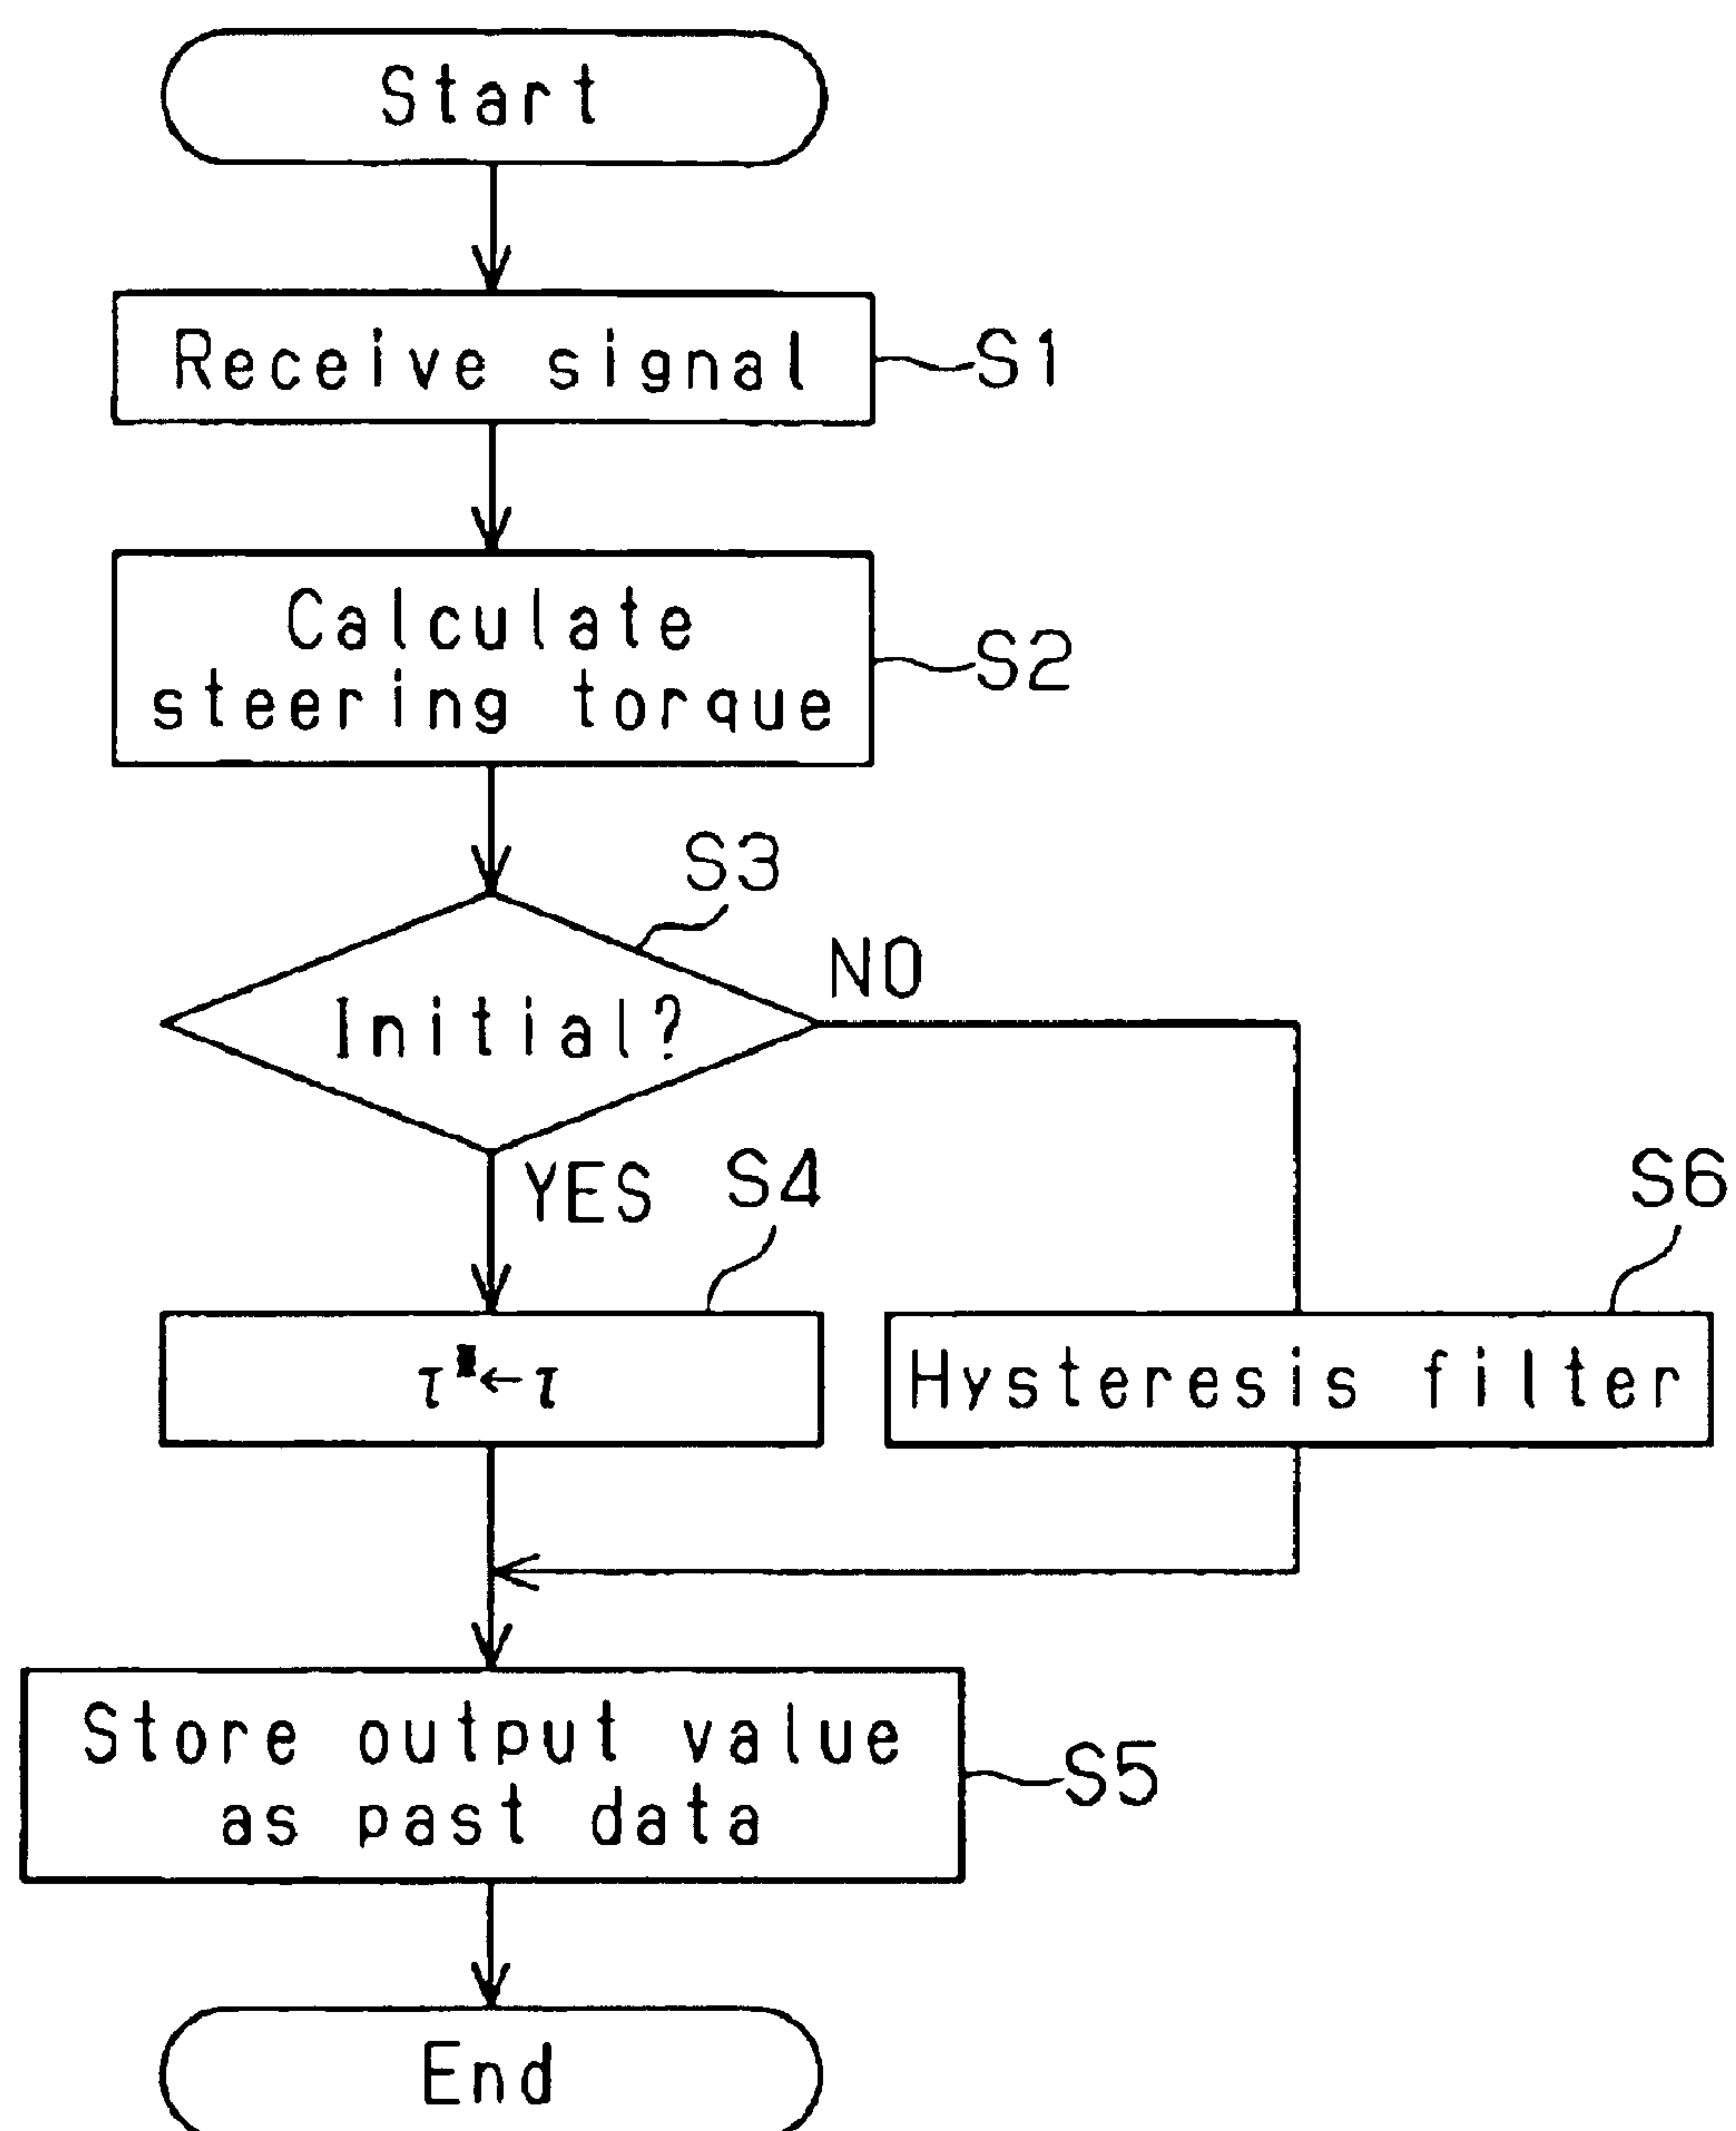 Start
Receive signal
S1
Calculate
steering torque
S2
S3
Initial?
NO
YES
S4
S6
τ*←τ
Hysteresis filter
Store output value
as past data
S5
End